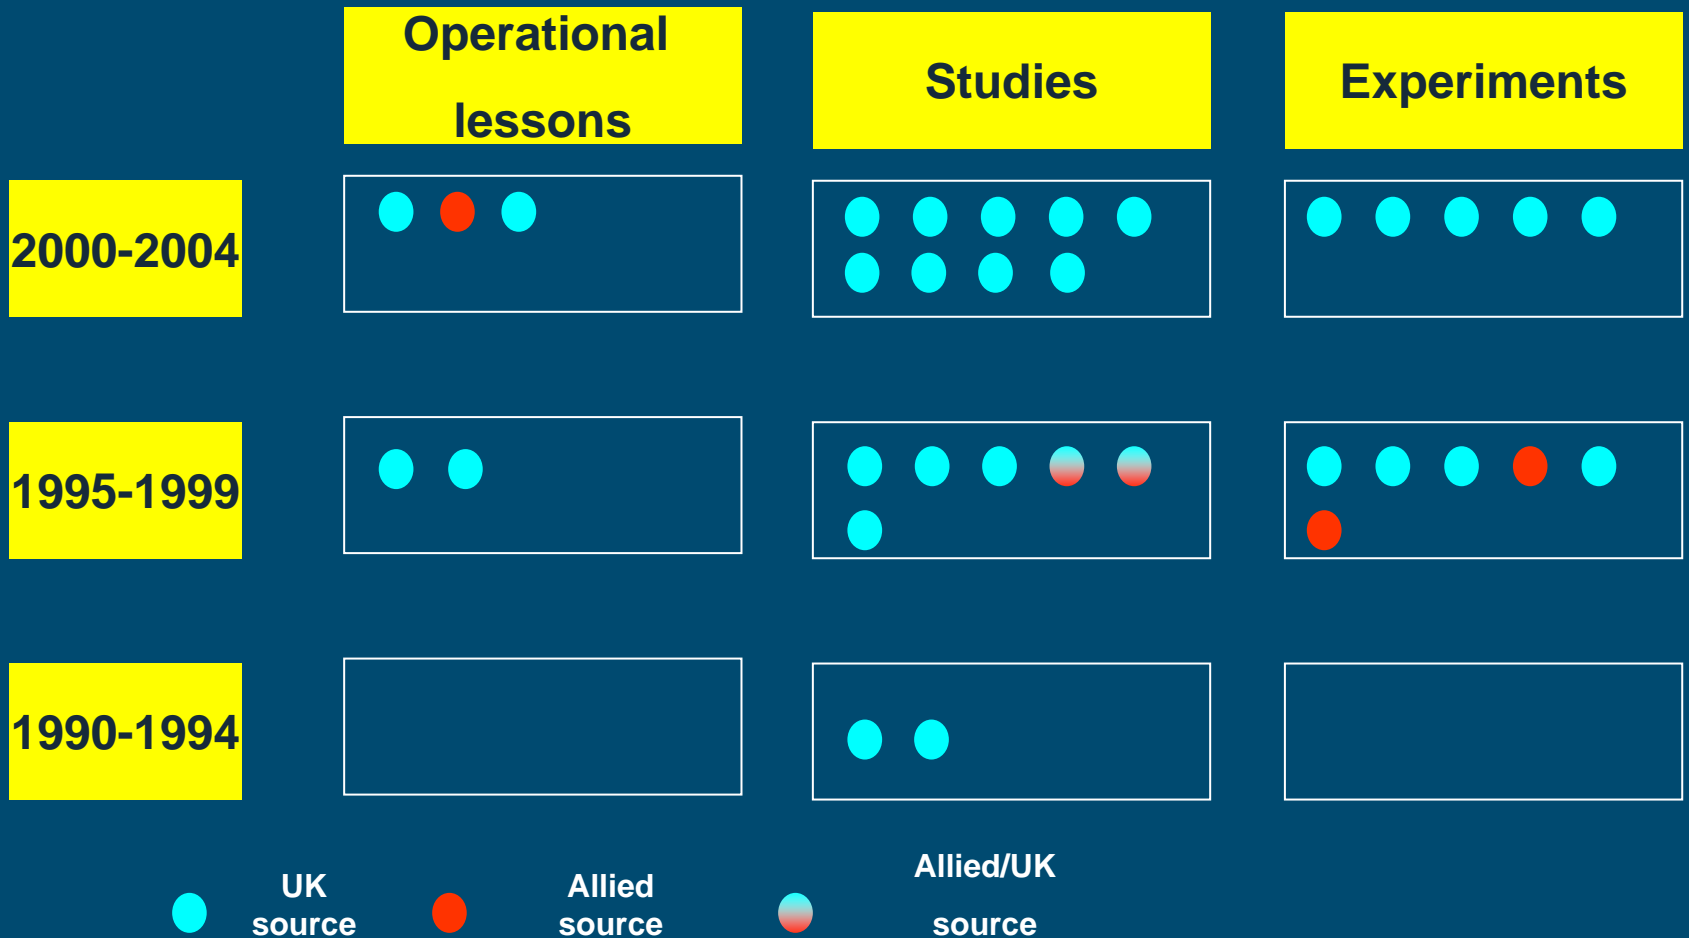 Operational
lessons
Studies
Experiments
2000-2004
1995-1999
1990-1994
UK
source
Allied
source
Allied/UK
source